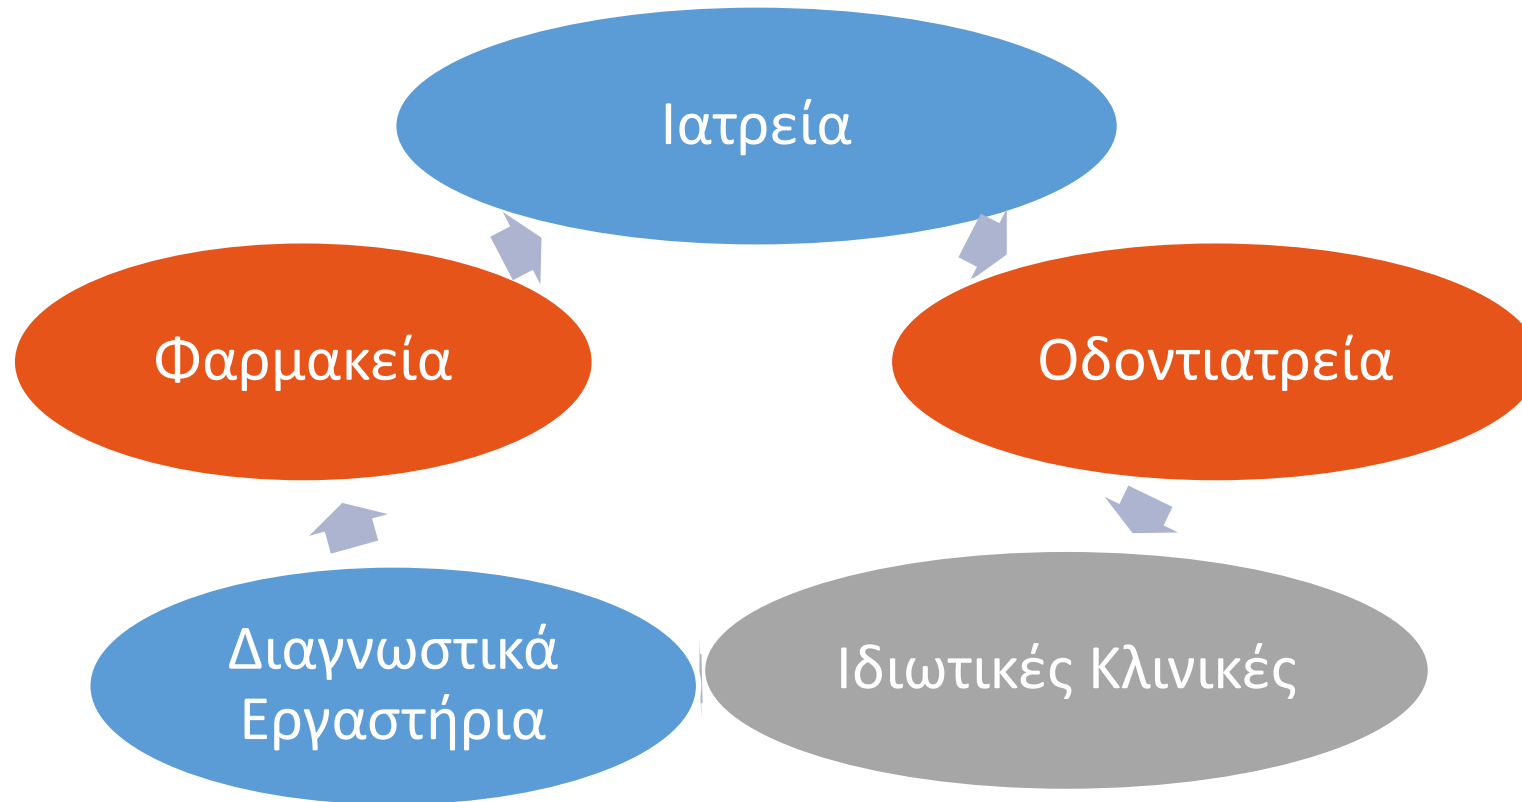 Ιατρεία
Φαρμακεία
Οδοντιατρεία
Διαγνωστικά
Εργαστήρια
Ιδιωτικές Κλινικές